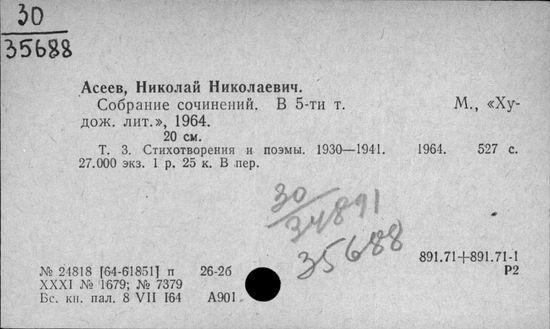 30
35688
Асеев, Николай Николаевич.
Собрание сочинений. В 5-ти т. М., «Ху-
дож. лит.», 1964.
20 см.
Т. 3. Стихотворения и поэмы. 1930—1941. 1964. 527 с.
27.000 экз. 1 р. 25 к. В пер.
30
34891
35688
891.71+891.71-1
Р2
№ 24818 [64-61851] п 26-2б
XXXI № 1679; № 7379
Вс. кн. пал. 8 VII 164 А901